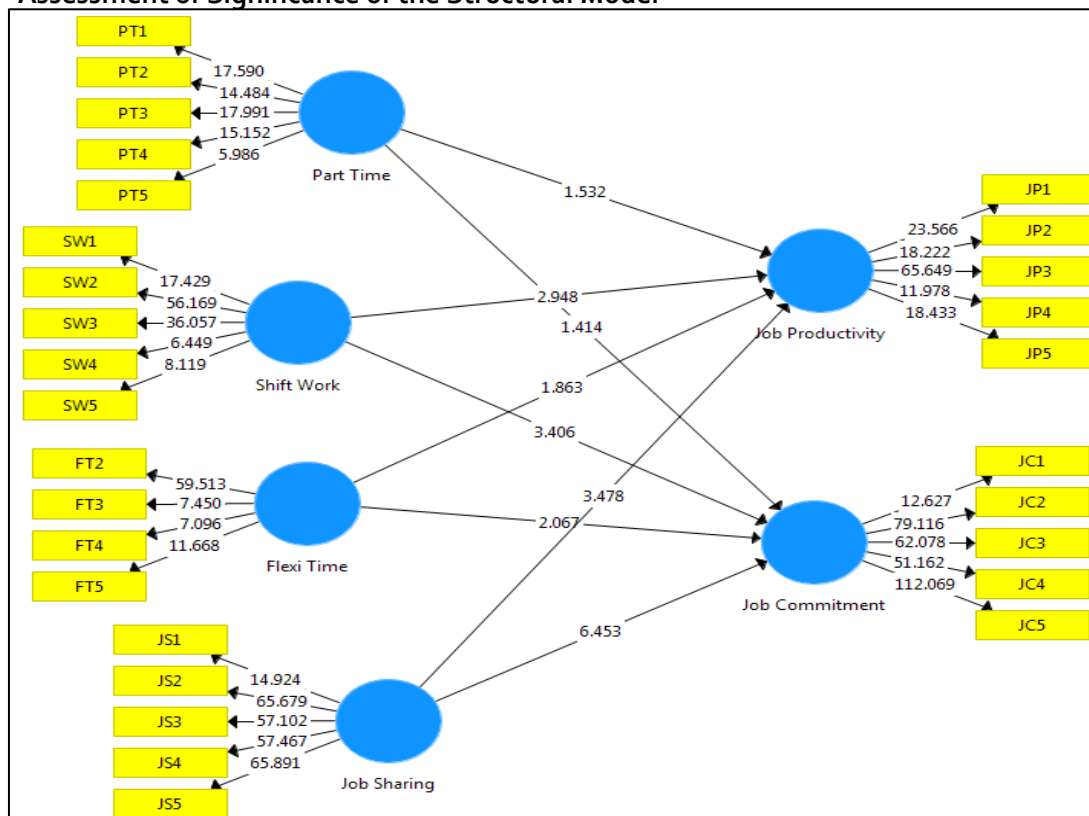 Assessment of Significance of the Structural Model
PT1
PT2
PT3
PT4
PT5
17.590
14.484
17.991
15.152
5.986
Part Time
SW1
SW2
SW3
SW4
SW5
17.429
56.169
36.057
6.449
8.119
Shift Work
FT2
FT3
FT4
FT5
59.513
7.450
7.096
11.668
Flexi Time
JS1
JS2
JS3
JS4
JS5
14.924
65.679
57.102
57.467
65.891
Job Sharing
1.532
2.948
1.414
1.863
3.406
3.478
2.067
6.453
JP1
JP2
JP3
JP4
JP5
23.566
18.222
65.649
11.978
18.433
Job Productivity
JC1
JC2
JC3
JC4
JC5
12.627
79.116
62.078
51.162
112.069
Job Commitment